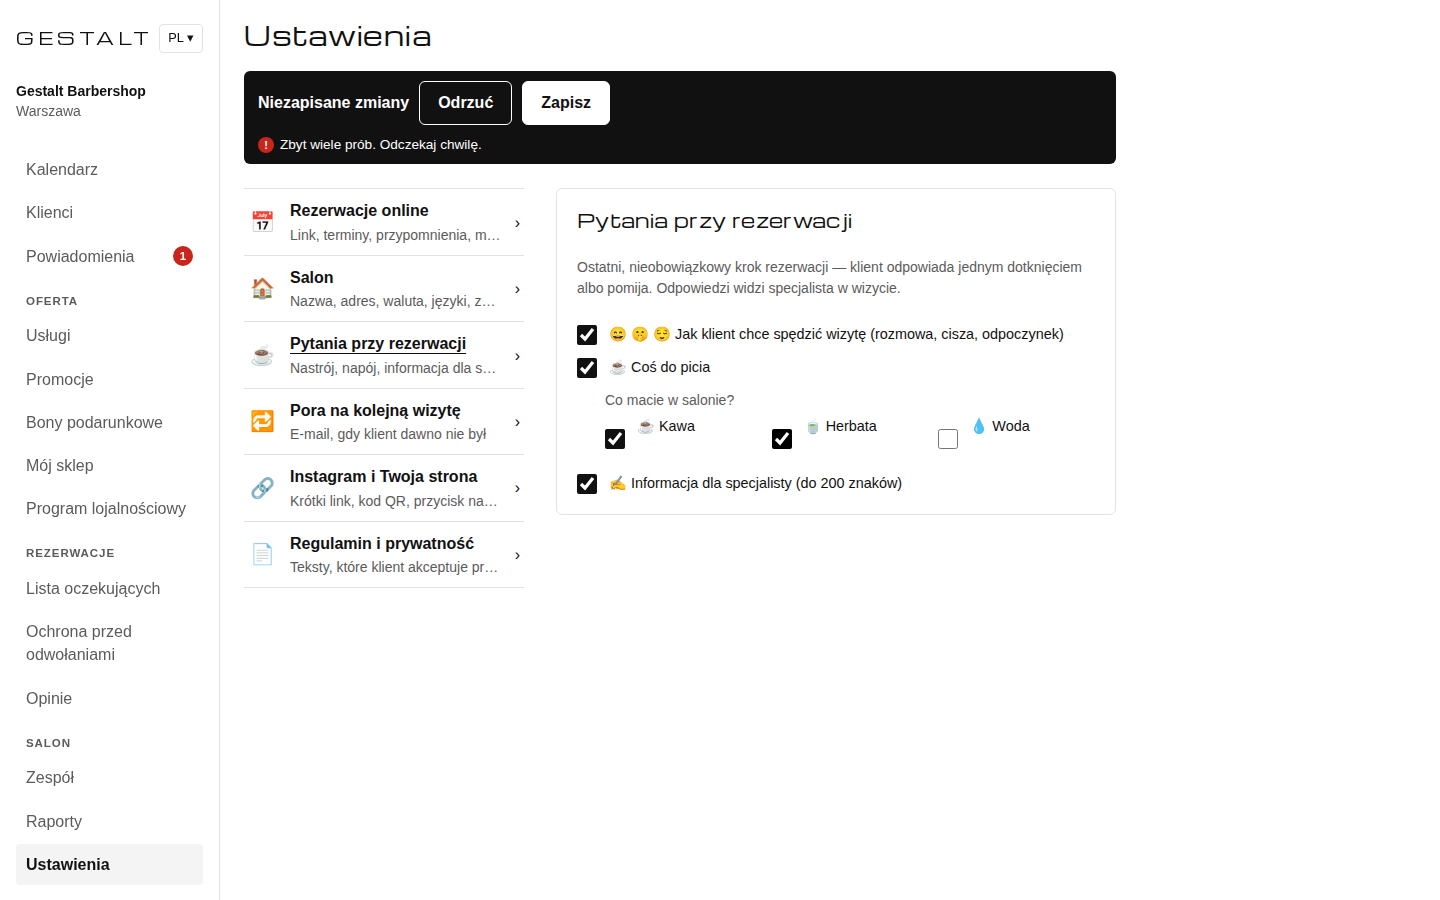 GESTALT
PL ▾
Gestalt Barbershop
Warszawa
Kalendarz
Klienci
Powiadomienia 1
OFERTA
Usługi
Promocje
Bony podarunkowe
Mój sklep
Program lojalnościowy
REZERWACJE
Lista oczekujących
Ochrona przed
odwołaniami
Opinie
SALON
Zespół
Raporty
Ustawienia
Ustawienia
Niezapisane zmiany Odrzuć Zapisz
! Zbyt wiele prób. Odczekaj chwilę.
Rezerwacje online
Link, terminy, przypomnienia, m…
Salon
Nazwa, adres, waluta, języki, z…
Pytania przy rezerwacji
Nastrój, napój, informacja dla s…
Pora na kolejną wizytę
E-mail, gdy klient dawno nie był
Instagram i Twoja strona
Krótki link, kod QR, przycisk na…
Regulamin i prywatność
Teksty, które klient akceptuje pr…
Pytania przy rezerwacji
Ostatni, nieobowiązkowy krok rezerwacji — klient odpowiada jednym dotknięciem
albo pomija. Odpowiedzi widzi specjalista w wizycie.
😄 🤫 😌 Jak klient chce spędzić wizytę (rozmowa, cisza, odpoczynek)
☕ Coś do picia
Co macie w salonie?
☕ Kawa 🍵 Herbata 💧 Woda
✍️ Informacja dla specjalisty (do 200 znaków)